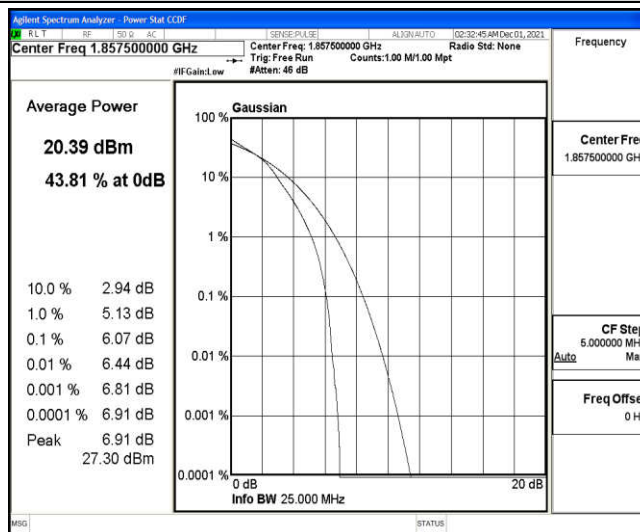 Agilent Spectrum Analyzer - Power Stat CCDF
RLT RF 50 Ω AC SENSE:PULSE ALIGNAUTO 02:32:45 AM Dec 01, 2021
Center Freq 1.857500000 GHz
Center Freq: 1.857500000 GHz Radio Std: None
Trig: Free Run Counts:1.00 M/1.00 Mpt
#IFGain:Low #Atten: 46 dB
Frequency
Average Power
20.39 dBm
43.81 % at 0dB
10.0 % 2.94 dB
1.0 % 5.13 dB
0.1 % 6.07 dB
0.01 % 6.44 dB
0.001 % 6.81 dB
0.0001 % 6.91 dB
Peak 6.91 dB
27.30 dBm
Gaussian
100 %
10 %
1 %
0.1 %
0.01 %
0.001 %
0.0001 %
0 dB 20 dB
Info BW 25.000 MHz
Center Fre
1.857500000 GH
CF Step
5.000000 MH
Auto Ma
Freq Offse
0 H
MSG STATUS